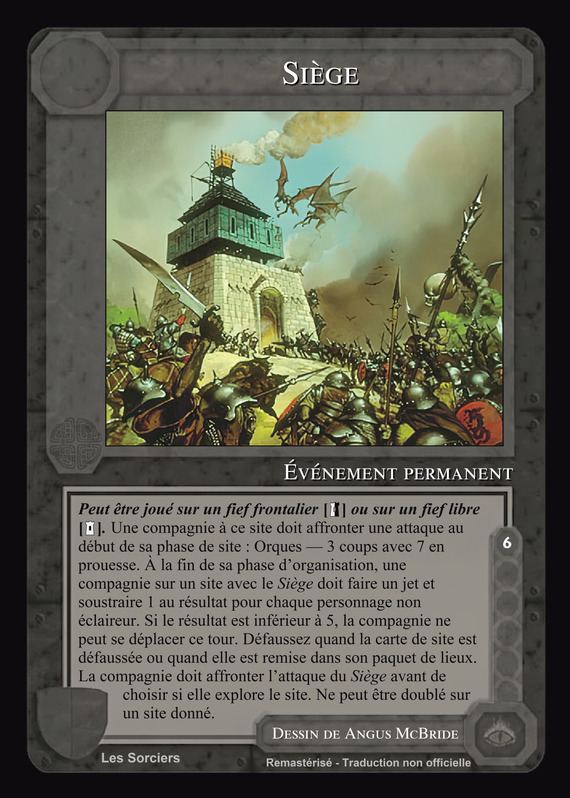 Siège
Événement permanent
Peut être joué sur un fief frontalier [] ou sur un fief libre
[]. Une compagnie à ce site doit affronter une attaque au
début de sa phase de site : Orques — 3 coups avec 7 en
prouesse. À la fin de sa phase d'organisation, une
compagnie sur un site avec le Siège doit faire un jet et
soustraire 1 au résultat pour chaque personnage non
éclaireur. Si le résultat est inférieur à 5, la compagnie ne
peut se déplacer ce tour. Défaussez quand la carte de site est
défaussée ou quand elle est remise dans son paquet de lieux.
La compagnie doit affronter l'attaque du Siège avant de
choisir si elle explore le site. Ne peut être doublé sur
un site donné.
6
Dessin de Angus McBride
Les Sorciers
Remastérisé - Traduction non officielle